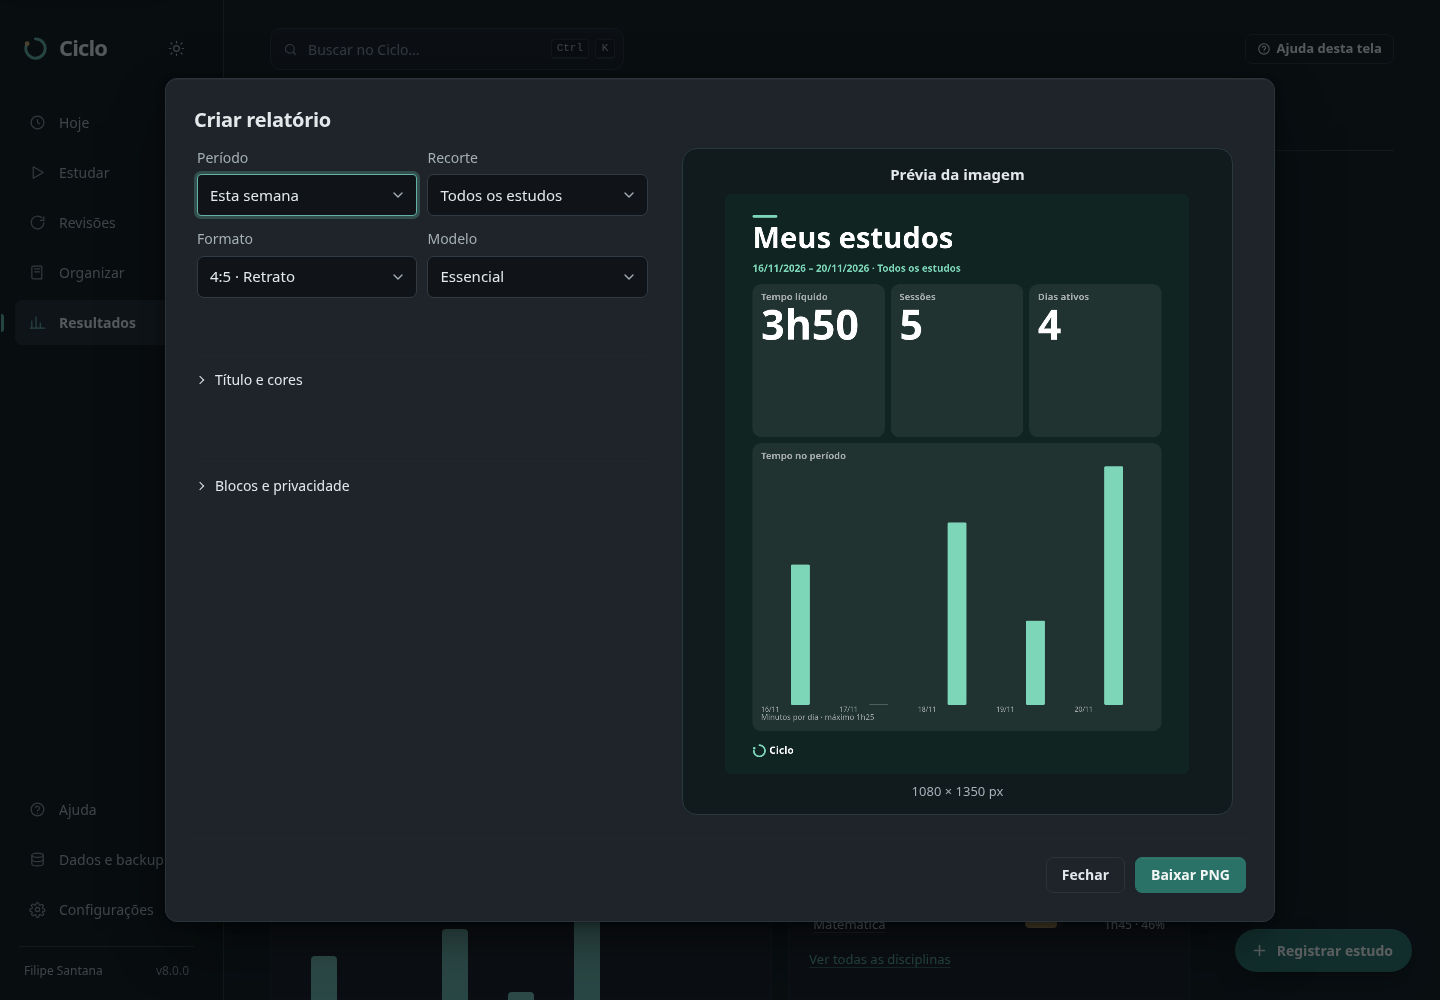 Ciclo
Buscar no Ciclo...
Ctrl K
Ajuda desta tela
Hoje
Estudar
Revisões
Organizar
Resultados
Ajuda
Dados e backup
Configurações
Filipe Santana
v8.0.0
Criar relatório
Período
Recorte
Esta semana
Todos os estudos
Formato
Modelo
4:5 · Retrato
Essencial
Título e cores
Blocos e privacidade
Prévia da imagem
Meus estudos
16/11/2026 – 20/11/2026 · Todos os estudos
Tempo líquido
3h50
Sessões
5
Dias ativos
4
Tempo no período
16/11
17/11
18/11
19/11
20/11
Minutos por dia · máximo 1h25
Ciclo
1080 × 1350 px
Fechar
Baixar PNG
Matemática
1h45 · 46%
Ver todas as disciplinas
Registrar estudo